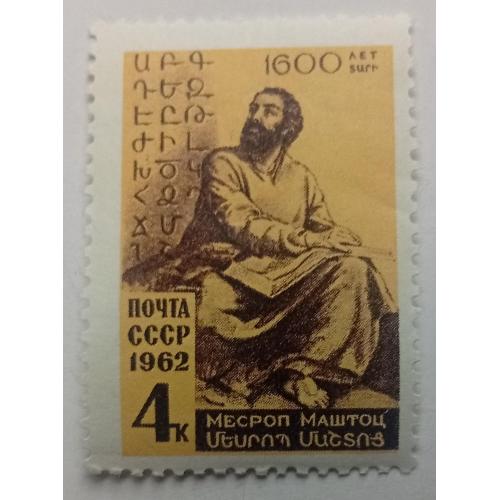 Ա Բ Գ
Դ Ե Զ
Է Ը Թ
Ժ Ի Լ
Խ Ծ Կ
Հ Ձ
Ճ Մ
1600 ЛЕТ
ՏԱՐԻ
ПОЧТА
СССР
1962
4к
МЕСРОП МАШТОЦ
ՄԵՍՐՈՊ ՄԱՇՏՈՑ